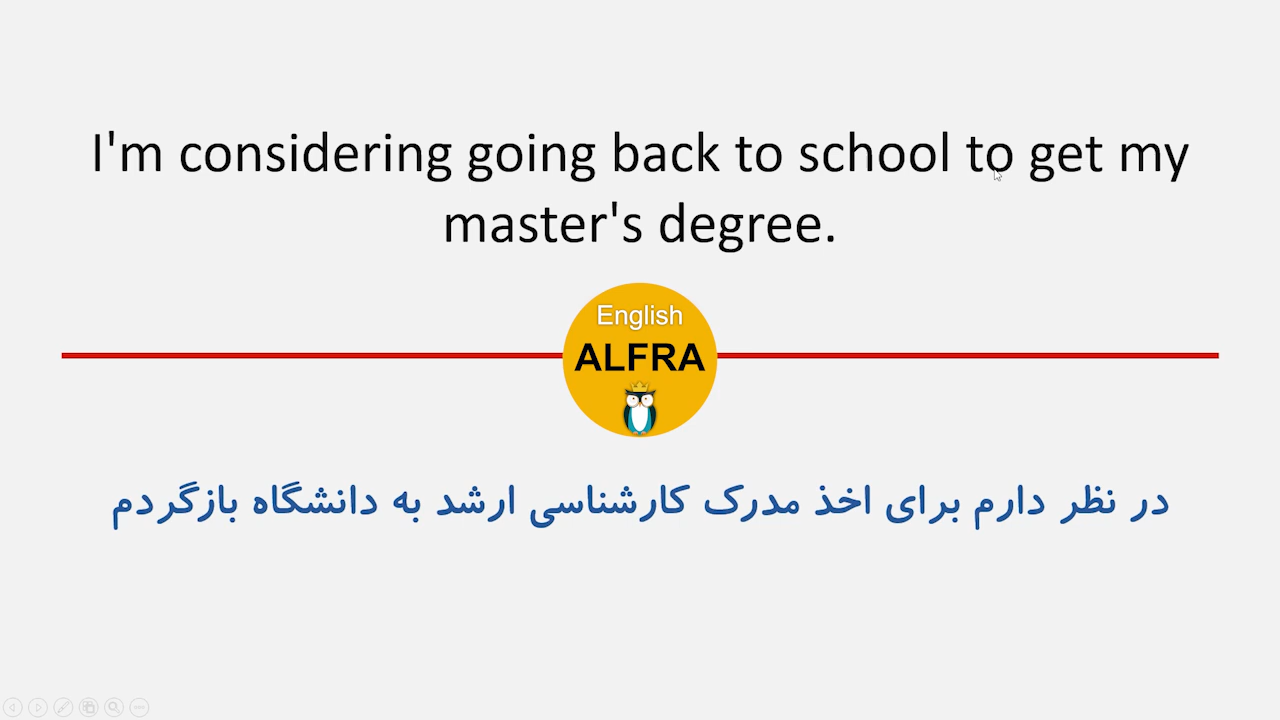 I'm considering going back to school to get my
master's degree.
English
ALFRA
در نظر دارم برای اخذ مدرک کارشناسی ارشد به دانشگاه بازگردم